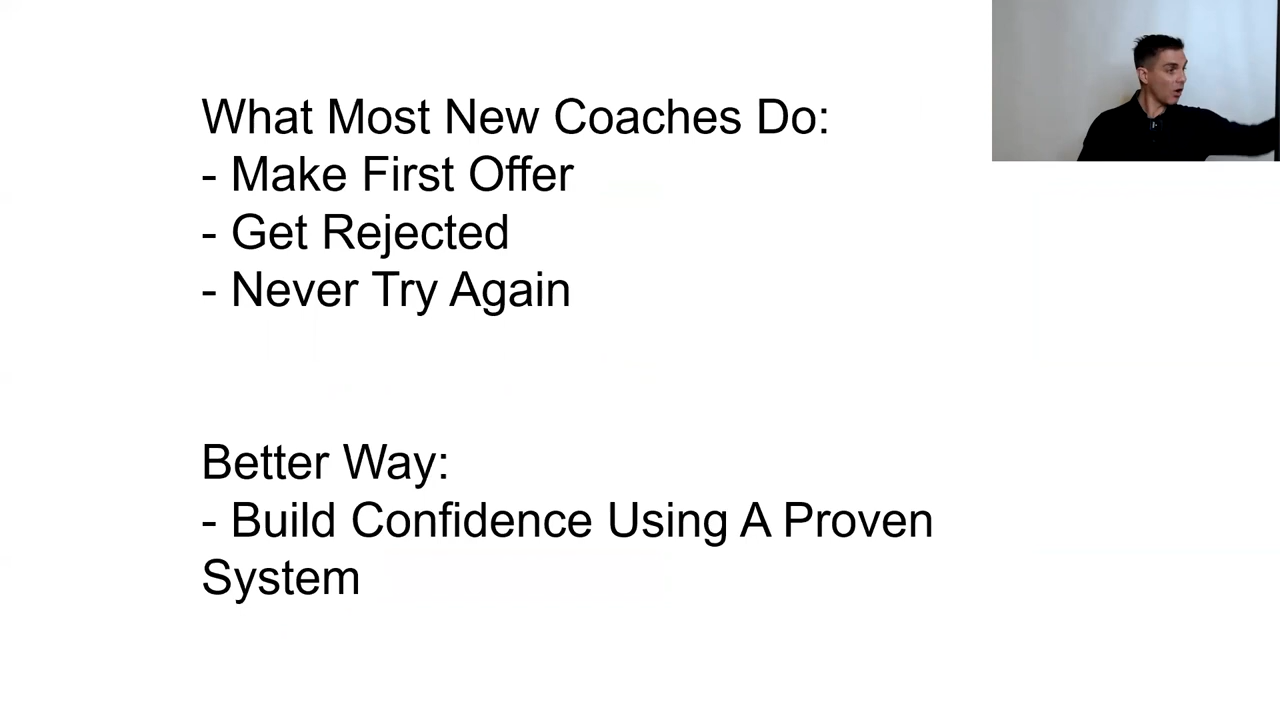 What Most New Coaches Do:
- Make First Offer
- Get Rejected
- Never Try Again
Better Way:
- Build Confidence Using A Proven
System